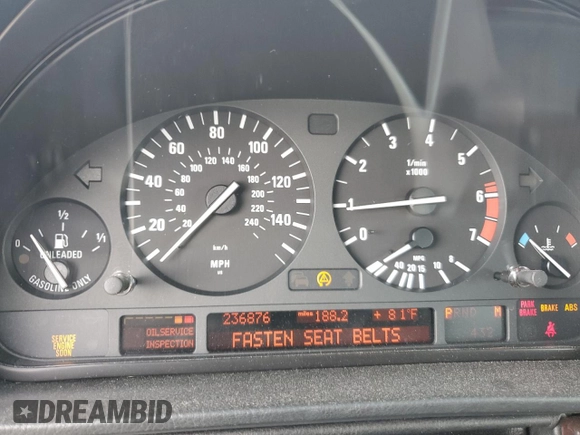 20 40 60 80 100 120 140
20 40 60 80 100 120 140 160 180 200 220 240
km/h
MPH
0 1/2 1/1
UNLEADED
GASOLINE ONLY
0 1 2 3 4 5 6 7
1/min
x1000
MPG
40 20 15 10 8
SERVICE
ENGINE
SOON
OILSERVICE
INSPECTION
236876 miles 188.2 + 81°F
FASTEN SEAT BELTS
PRND M
PARK
BRAKE
BRAKE
ABS
DREAMBID